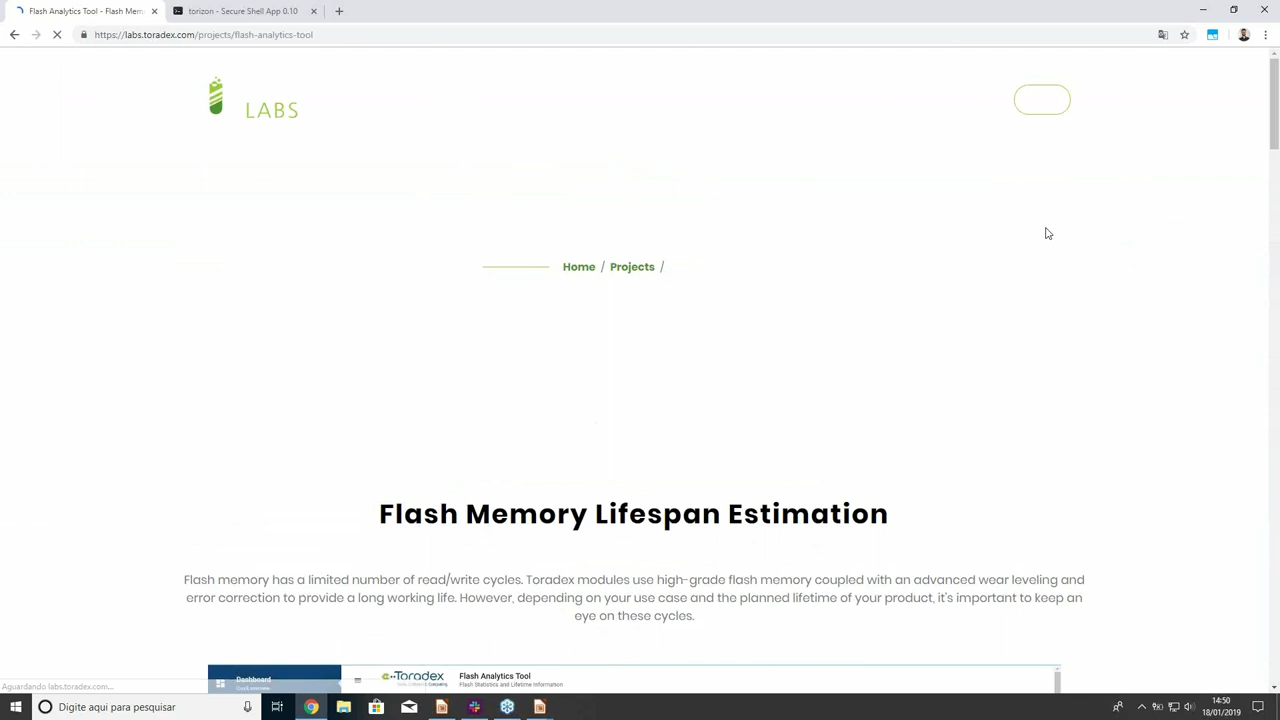 Flash Analytics Tool - Flash Mem
torizon - Secure Shell App 0.10
https://labs.toradex.com/projects/flash-analytics-tool
LABS
Home / Projects /
Flash Memory Lifespan Estimation
Flash memory has a limited number of read/write cycles. Toradex modules use high-grade flash memory coupled with an advanced wear leveling and
error correction to provide a long working life. However, depending on your use case and the planned lifetime of your product, it's important to keep an
eye on these cycles.
Dashboard
Toradex
Flash Analytics Tool
Flash Statistics and Lifetime Information
Aguardando labs.toradex.com...
Digite aqui para pesquisar
14:50
18/01/2019